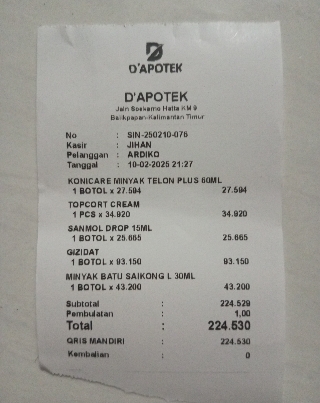 D'APOTEK
D'APOTEK
Jaln Soekarno Hatta KM 9
Balikpapan-Kalimantan Timur
No : SIN-250210-076
Kasir : JIHAN
Pelanggan : ARDIKO
Tanggal : 10-02-2025 21:27
KONICARE MINYAK TELON PLUS 60ML
1 BOTOL x 27.594 27.594
TOPCORT CREAM
1 PCS x 34.920 34.920
SANMOL DROP 15ML
1 BOTOL x 25.665 25.665
GIZIDAT
1 BOTOL x 93.150 93.150
MINYAK BATU SAIKONG L 30ML
1 BOTOL x 43.200 43.200
Subtotal : 224.529
Pembulatan : 1,00
Total : 224.530
QRIS MANDIRI : 224.530
Kembalian : 0